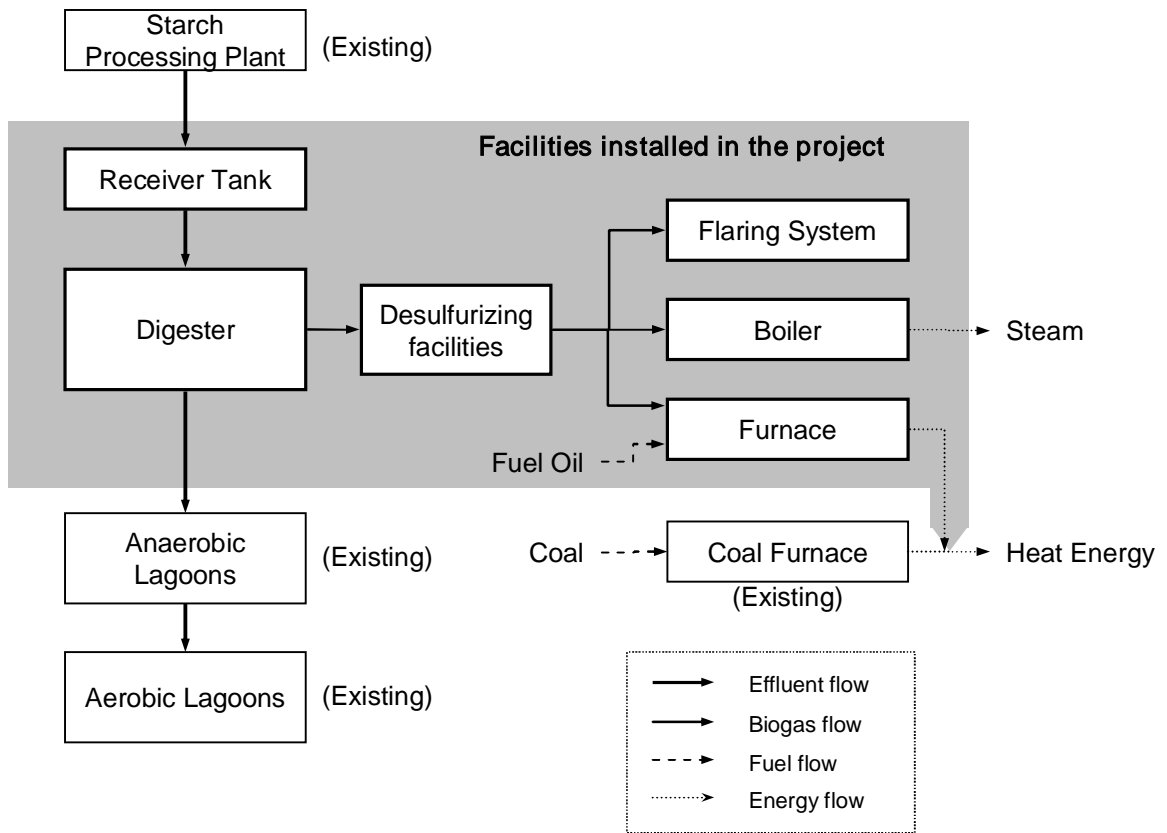 Starch
Processing Plant
(Existing)
Facilities installed in the project
Receiver Tank
Flaring System
Digester
Desulfurizing
facilities
Boiler
Steam
Furnace
Fuel Oil
Anaerobic
Lagoons
(Existing)
Coal
Coal Furnace
Heat Energy
(Existing)
Aerobic Lagoons
(Existing)
Effluent flow
Biogas flow
Fuel flow
Energy flow